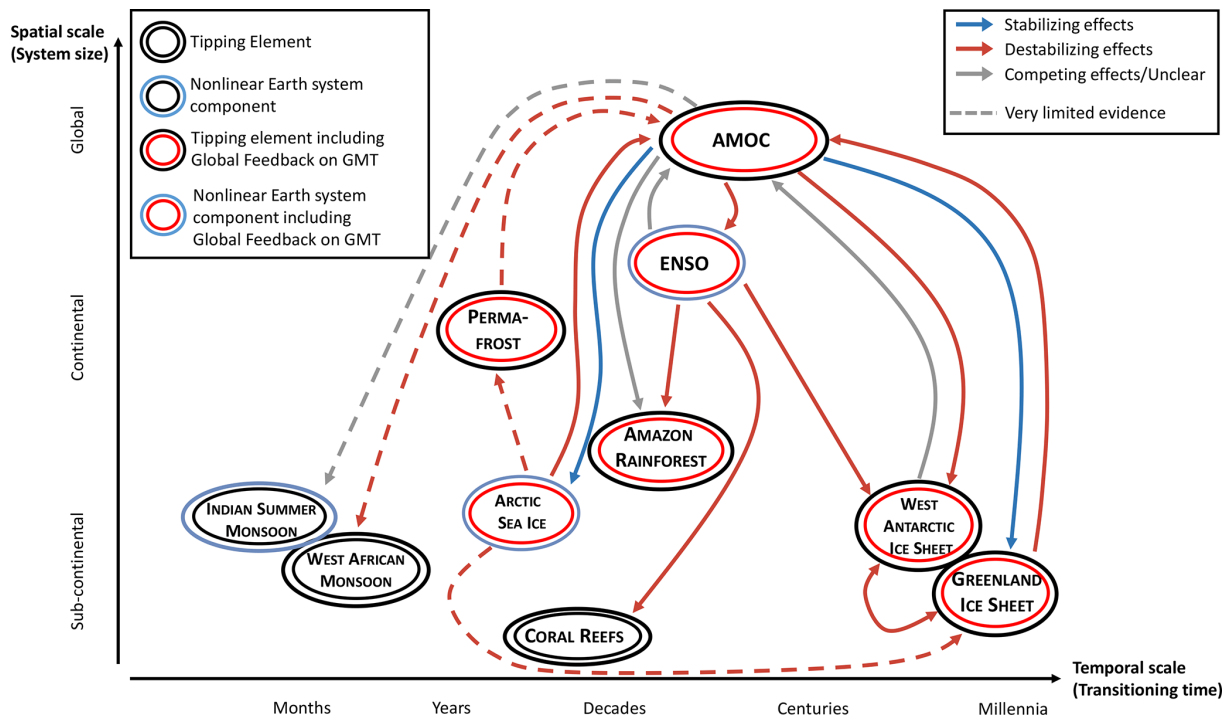 Spatial scale
(System size)
Tipping Element
Nonlinear Earth system
component
Tipping element including
Global Feedback on GMT
Nonlinear Earth system
component including
Global Feedback on GMT
Stabilizing effects
Destabilizing effects
Competing effects/Unclear
Very limited evidence
Global
Continental
Sub-continental
AMOC
ENSO
PERMA-
FROST
AMAZON
RAINFOREST
ARCTIC
SEA ICE
INDIAN SUMMER
MONSOON
WEST AFRICAN
MONSOON
WEST
ANTARCTIC
ICE SHEET
GREENLAND
ICE SHEET
CORAL REEFS
Temporal scale
(Transitioning time)
Months
Years
Decades
Centuries
Millennia